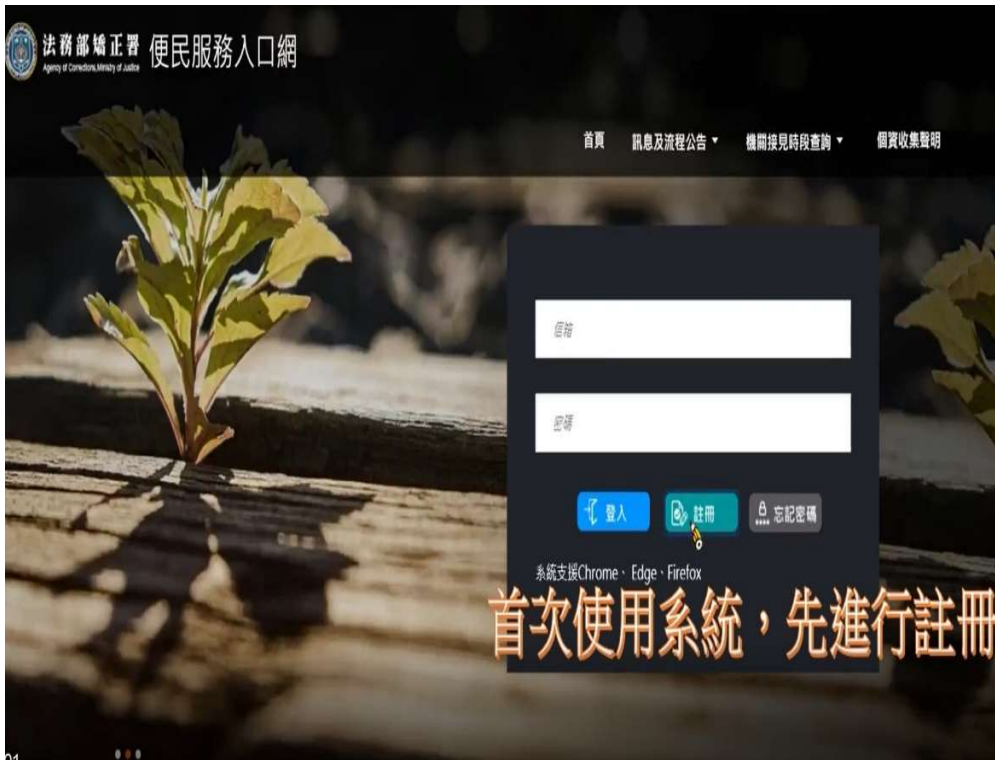 法務部矯正署 便民服務入口網
Agency of Corrections, Ministry of Justice
首頁 訊息及流程公告 機關接見時段查詢 個資收集聲明
密碼
登入 註冊 忘記密碼
系統支援Chrome、Edge、Firefox
首次使用系統，先進行註冊
01